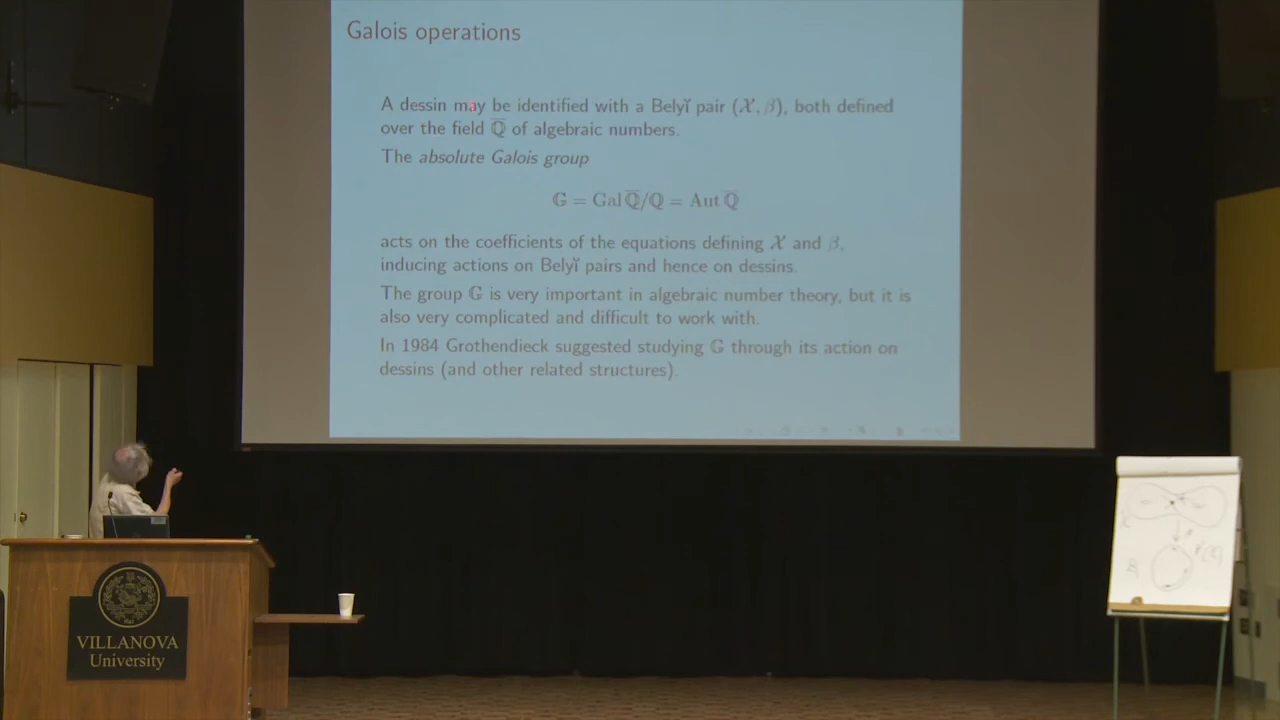 Galois operations
A dessin may be identified with a Belyĭ pair (𝒳, β), both defined
over the field ℚ̅ of algebraic numbers.
The absolute Galois group
𝔾 = Gal ℚ̅/ℚ = Aut ℚ̅
acts on the coefficients of the equations defining 𝒳 and β,
inducing actions on Belyĭ pairs and hence on dessins.
The group 𝔾 is very important in algebraic number theory, but it is
also very complicated and difficult to work with.
In 1984 Grothendieck suggested studying 𝔾 through its action on
dessins (and other related structures).
VILLANOVA
University